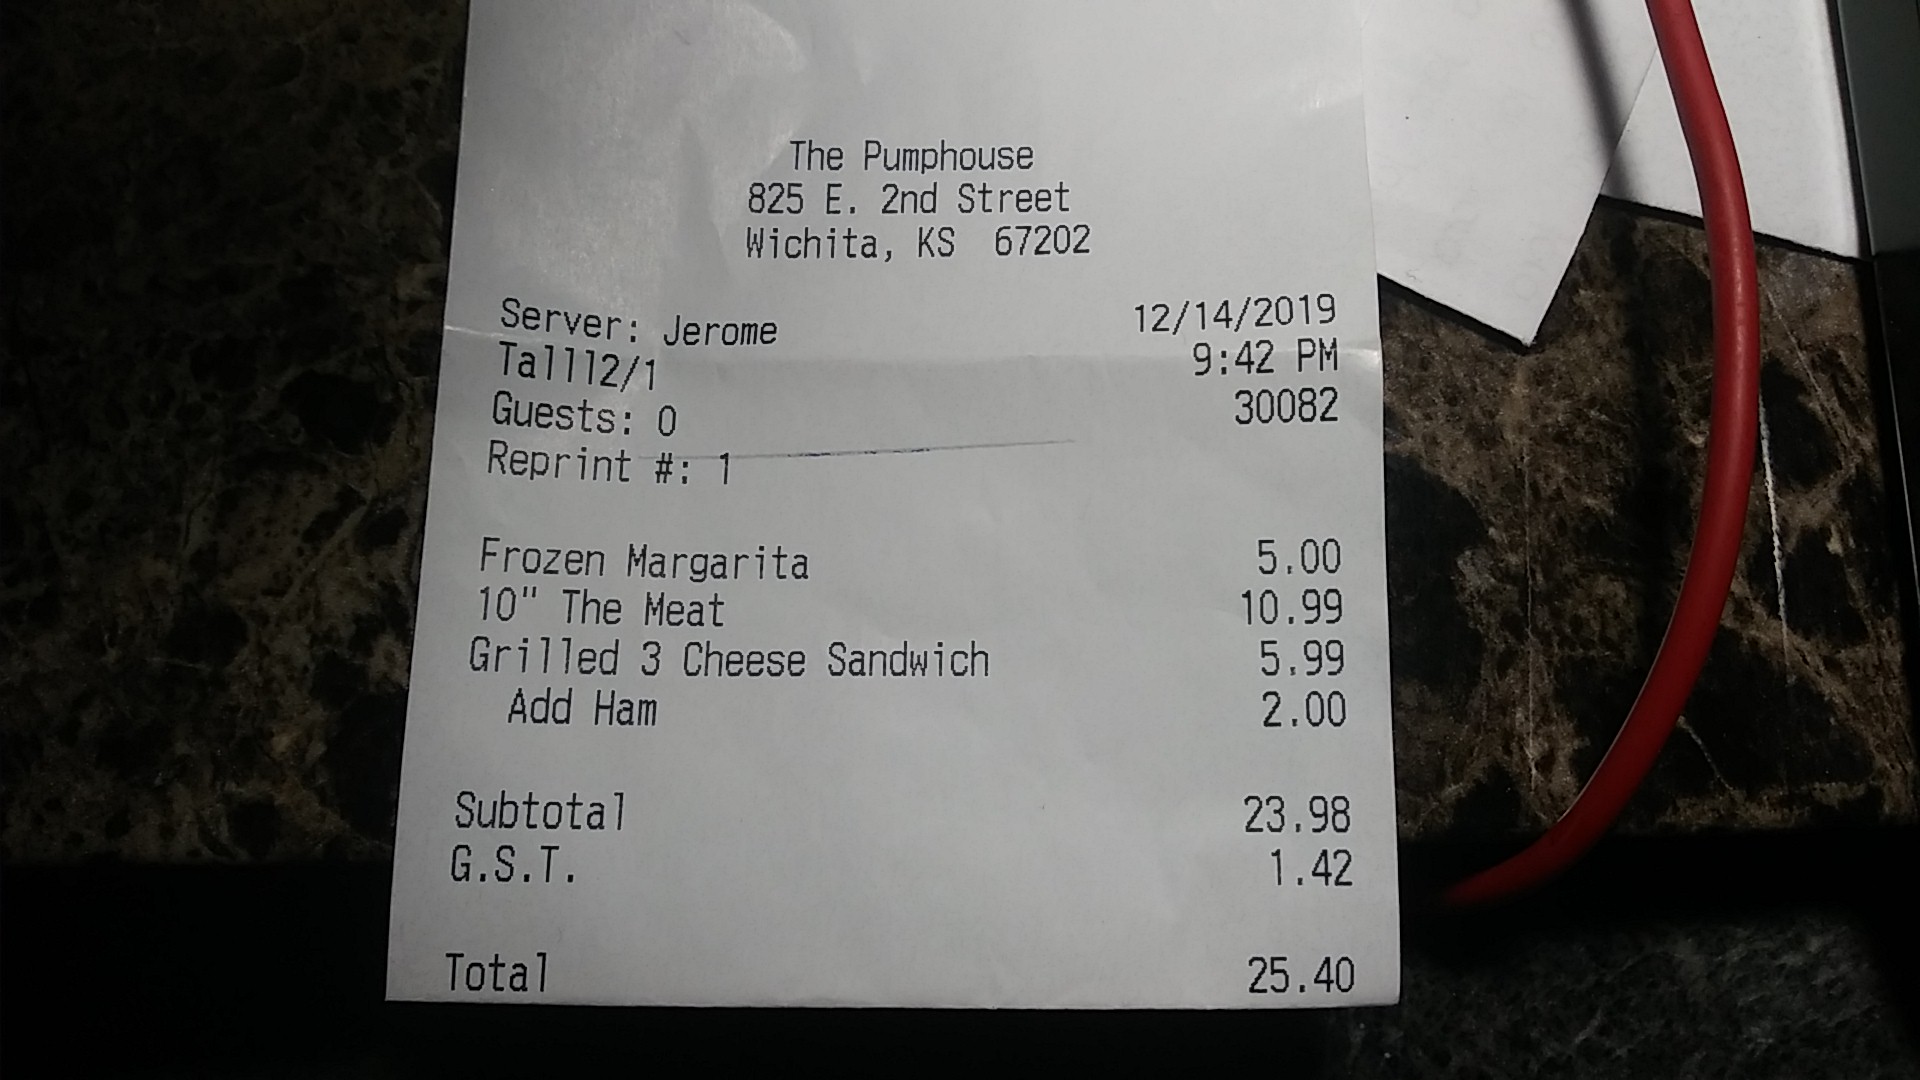 The Pumphouse
825 E. 2nd Street
Wichita, KS 67202
Server: Jerome 12/14/2019
Tall112/1 9:42 PM
Guests: 0 30082
Reprint #: 1
Frozen Margarita 5.00
10" The Meat 10.99
Grilled 3 Cheese Sandwich 5.99
Add Ham 2.00
Subtotal 23.98
G.S.T. 1.42
Total 25.40